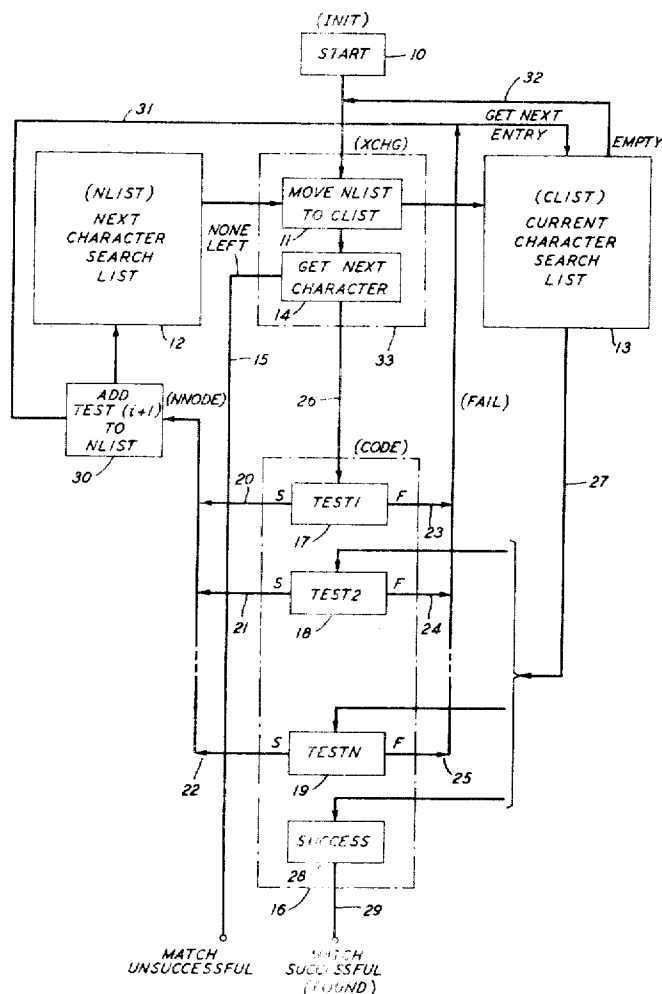 (INIT)
START
10
32
31
GET NEXT
ENTRY
EMPTY
(XCHG)
(NLIST)
NEXT
CHARACTER
SEARCH
LIST
12
MOVE NLIST
TO CLIST
11
NONE
LEFT
GET NEXT
CHARACTER
14
33
(CLIST)
CURRENT
CHARACTER
SEARCH
LIST
13
15
26
(FAIL)
ADD
TEST (i+1)
TO
NLIST
30
(NNODE)
27
(CODE)
20
S
TEST1
F
17
23
S
TEST2
F
21
18
24
S
TESTN
F
22
19
25
SUCCESS
28
16
29
MATCH
UNSUCCESSFUL
MATCH
SUCCESSFUL
(FOUND)